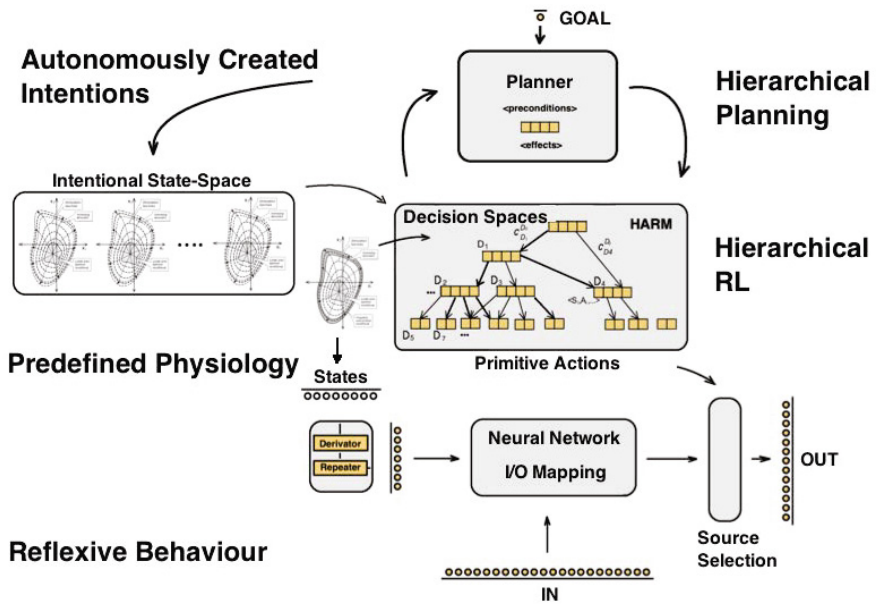 GOAL
Autonomously Created
Intentions
Planner
<preconditions>
<effects>
Hierarchical
Planning
Intentional State-Space
Decision Spaces
HARM
D1
D2
D3
D4
D5
D7
...
...
Hierarchical
RL
Predefined Physiology
Primitive Actions
States
Derivator
Repeater
Neural Network
I/O Mapping
OUT
Source
Selection
Reflexive Behaviour
IN